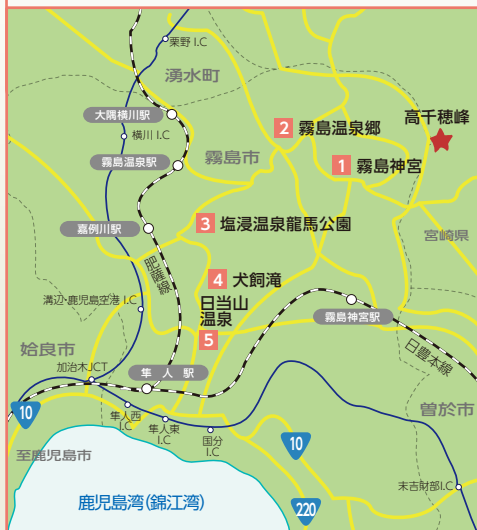 栗野 I.C
湧水町
大隅横川駅
横川 I.C
2 霧島温泉郷
高千穂峰
霧島温泉駅
霧島市
1 霧島神宮
3 塩浸温泉龍馬公園
嘉例川駅
宮崎県
肥薩線
4 犬飼滝
溝辺・鹿児島空港 I.C
日当山
温泉
5
霧島神宮駅
姶良市
加治木JCT
日豊本線
隼人駅
曽於市
10
隼人西
I.C
隼人東
I.C
国分
I.C
10
至鹿児島市
末吉財部 I.C
鹿児島湾(錦江湾)
220